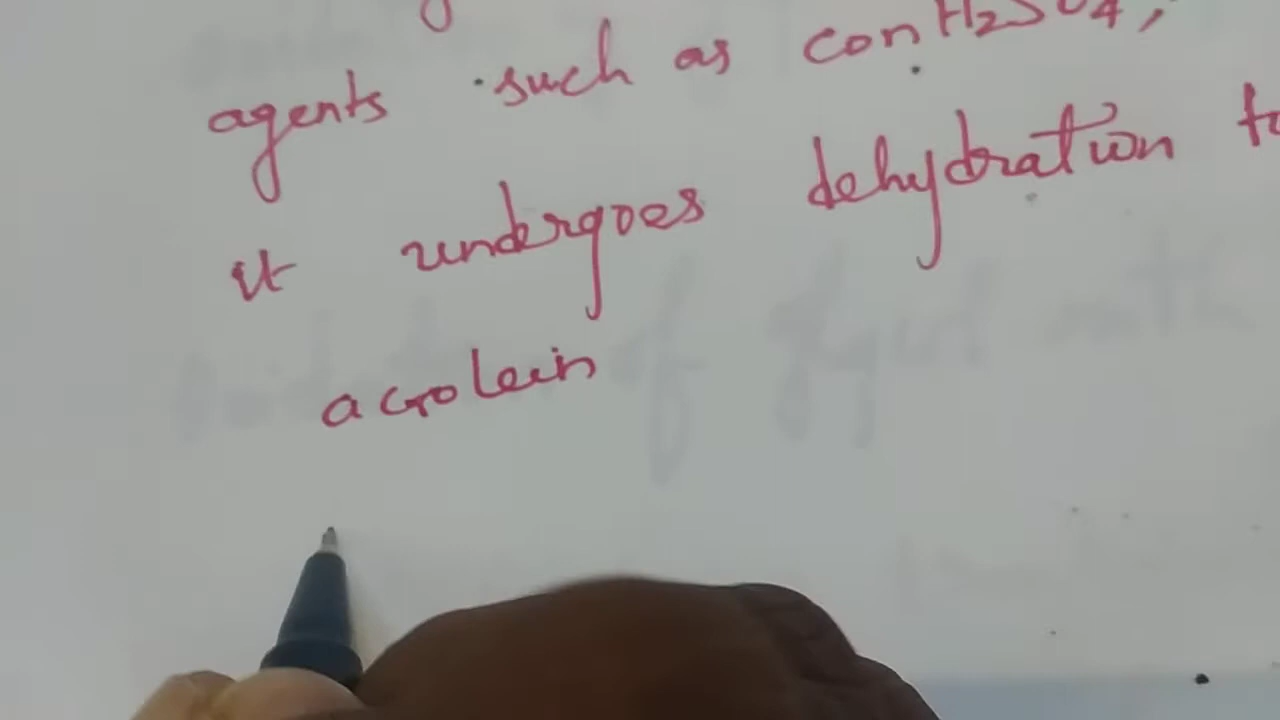 agents such as con H2SO4,
it undergoes dehydration to
acrolein